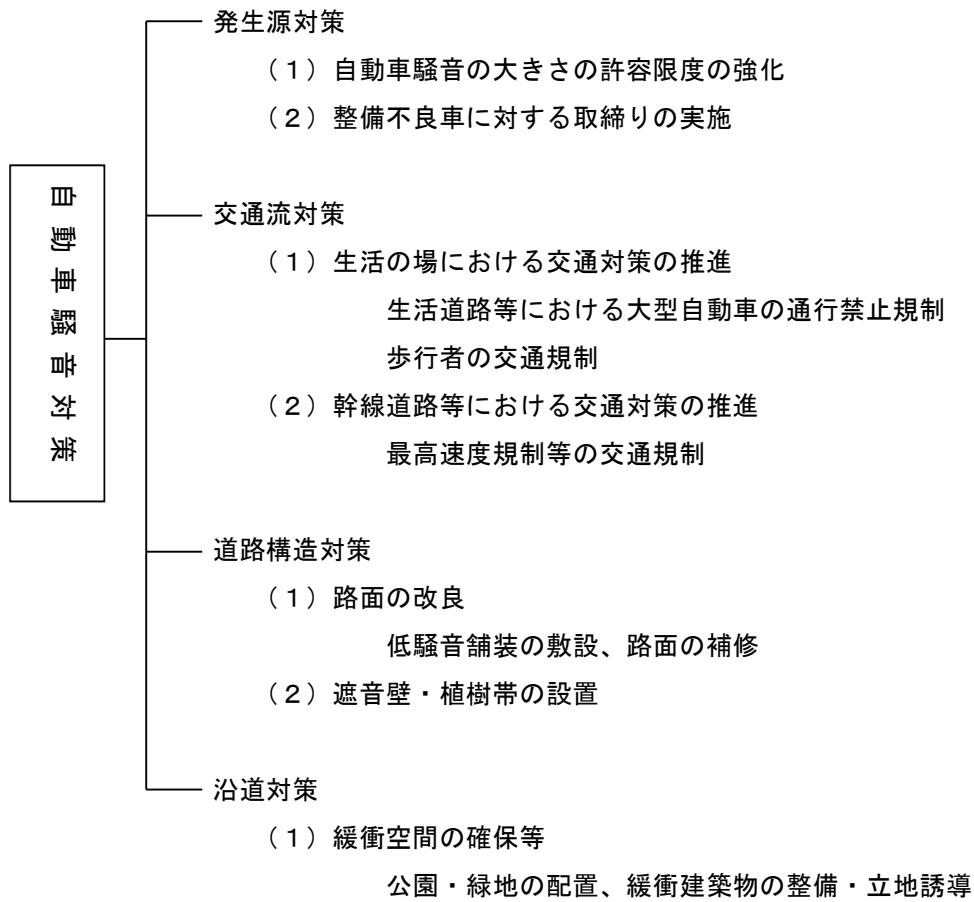 自動車騒音対策
発生源対策
（１）自動車騒音の大きさの許容限度の強化
（２）整備不良車に対する取締りの実施
交通流対策
（１）生活の場における交通対策の推進
生活道路等における大型自動車の通行禁止規制
歩行者の交通規制
（２）幹線道路等における交通対策の推進
最高速度規制等の交通規制
道路構造対策
（１）路面の改良
低騒音舗装の敷設、路面の補修
（２）遮音壁・植樹帯の設置
沿道対策
（１）緩衝空間の確保等
公園・緑地の配置、緩衝建築物の整備・立地誘導